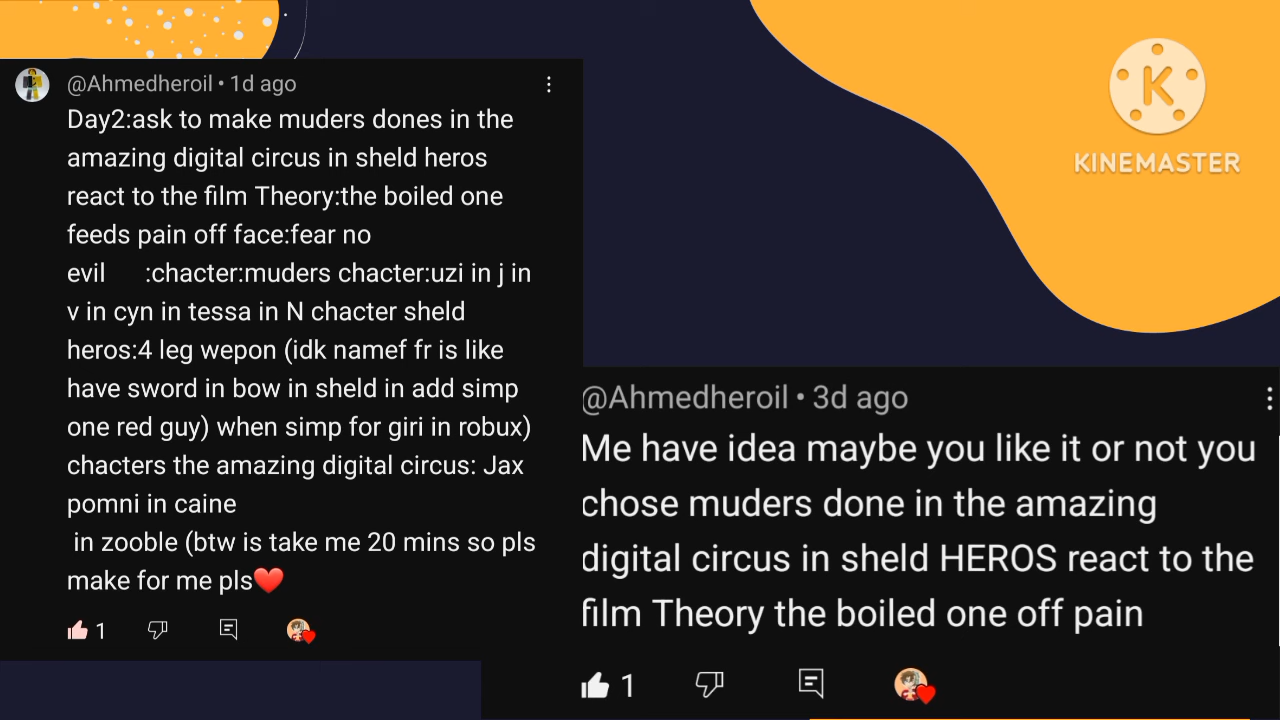 @Ahmedheroil • 1d ago
Day2:ask to make muders dones in the
amazing digital circus in sheld heros
react to the film Theory:the boiled one
feeds pain off face:fear no
evil :chacter:muders chacter:uzi in j in
v in cyn in tessa in N chacter sheld
heros:4 leg wepon (idk namef fr is like
have sword in bow in sheld in add simp
one red guy) when simp for giri in robux)
chacters the amazing digital circus: Jax
pomni in caine
in zooble (btw is take me 20 mins so pls
make for me pls❤️
1
K
KINEMASTER
@Ahmedheroil • 3d ago
Me have idea maybe you like it or not you
chose muders done in the amazing
digital circus in sheld HEROS react to the
film Theory the boiled one off pain
1